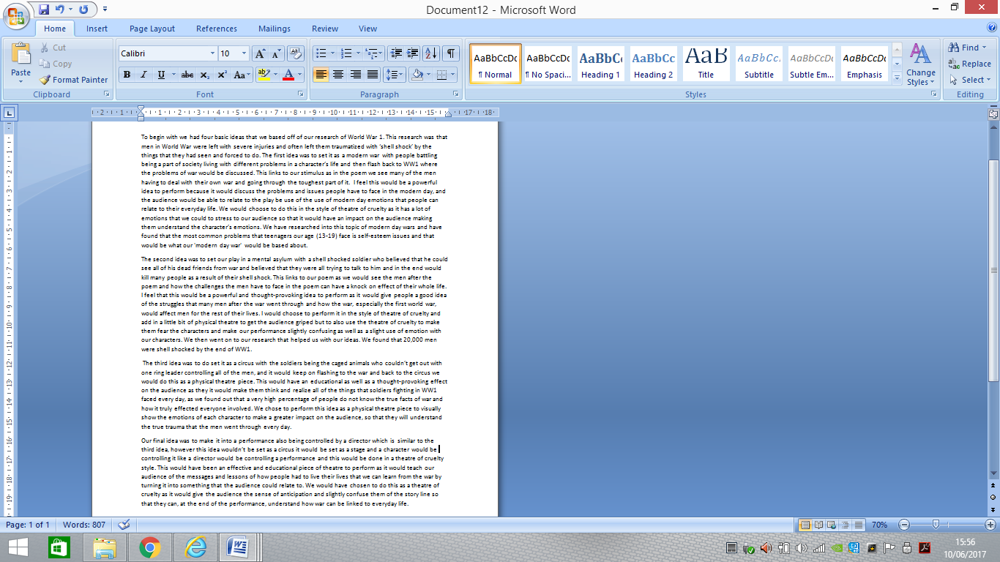 Document12 - Microsoft Word
Home Insert Page Layout References Mailings Review View
Paste
Cut
Copy
Format Painter
Clipboard
Calibri 10
B I U abc x₂ x² Aa
Font
Paragraph
AaBbCcDc AaBbCcDc AaBbC AaBbCc AaB AaBbCc. AaBbCcDc AaBbCcDc
¶ Normal ¶ No Spaci... Heading 1 Heading 2 Title Subtitle Subtle Em... Emphasis
Change Styles
Styles
Find
Replace
Select
Editing
2 1 1 2 3 4 5 6 7 8 9 10 11 12 13 14 15 17 18
To begin with we had four basic ideas that we based off of our research of World War 1. This research was that
men in World War were left with severe injuries and often left them traumatized with 'shell shock' by the
things that they had seen and forced to do. The first idea was to set it as a modern war with people battling
being a part of society living with different problems in a character's life and then flash back to WW1 where
the problems of war would be discussed. This links to our stimulus as in the poem we see many of the men
having to deal with their own war and going through the toughest part of it.  I feel this would be a powerful
idea to perform because it would discuss the problems and issues people have to face in the modern day, and
the audience would be able to relate to the play be use of the use of modern day emotions that people can
relate to their everyday life. We would choose to do this in the style of theatre of cruelty as it has a lot of
emotions that we could to stress to our audience so that it would have an impact on the audience making
them understand the character's emotions. We have researched into this topic of modern day wars and have
found that the most common problems that teenagers our age (13-19) face is self-esteem issues and that
would be what our 'modern day war' would be based about.
The second idea was to set our play in a mental asylum with a shell shocked soldier who believed that he could
see all of his dead friends from war and believed that they were all trying to talk to him and in the end would
kill many people as a result of their shell shock. This links to our poem as we would see the men after the
poem and how the challenges the men have to face in the poem can have a knock on effect of their whole life.
I feel that this would be a powerful and thought-provoking idea to perform as it would give people a good idea
of the struggles that many men after the war went through and how the war, especially the first world war,
would affect men for the rest of their lives. I would choose to perform it in the style of theatre of cruelty and
add in a little bit of physical theatre to get the audience griped but to also use the theatre of cruelty to make
them fear the characters and make our performance slightly confusing as well as a slight use of emotion with
our characters. We then went on to our research that helped us with our ideas. We found that 20,000 men
were shell shocked by the end of WW1.
The third idea was to do set it as a circus with the soldiers being the caged animals who couldn't get out with
one ring leader controlling all of the men, and it would keep on flashing to the war and back to the circus we
would do this as a physical theatre piece. This would have an educational as well as a thought-provoking effect
on the audience as they it would make them think and realize all of the things that soldiers fighting in WW1
faced every day, as we found out that a very high percentage of people do not know the true facts of war and
how it truly effected everyone involved. We chose to perform this idea as a physical theatre piece to visually
show the emotions of each character to make a greater impact on the audience, so that they will understand
the true trauma that the men went through every day.
Our final idea was to make it into a performance also being controlled by a director which is similar to the
third idea, however this idea wouldn't be set as a circus it would be set as a stage and a character would be
controlling it like a director would be controlling a performance and this would be done in a theatre of cruelty
style. This would have been an effective and educational piece of theatre to perform as it would teach our
audience of the messages and lessons of how people had to live their lives that we can learn from the war by
turning it into something that the audience could relate to. We would have chosen to do this as a theatre of
cruelty as it would give the audience the sense of anticipation and slightly confuse them of the story line so
that they can, at the end of the performance, understand how war can be linked to everyday life.
Page: 1 of 1 Words: 807 70%
15:56
10/06/2017